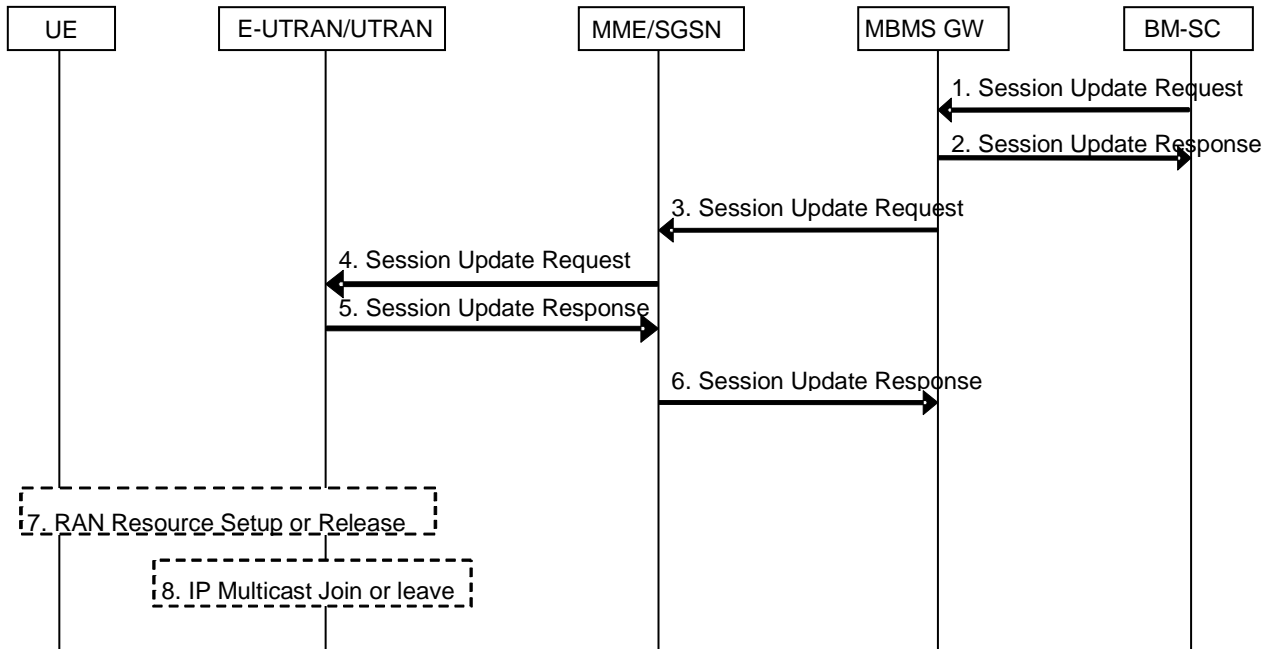 UE
E-UTRAN/UTRAN
MME/SGSN
MBMS GW
BM-SC
1. Session Update Request
2. Session Update Response
3. Session Update Request
4. Session Update Request
5. Session Update Response
6. Session Update Response
7. RAN Resource Setup or Release
8. IP Multicast Join or leave